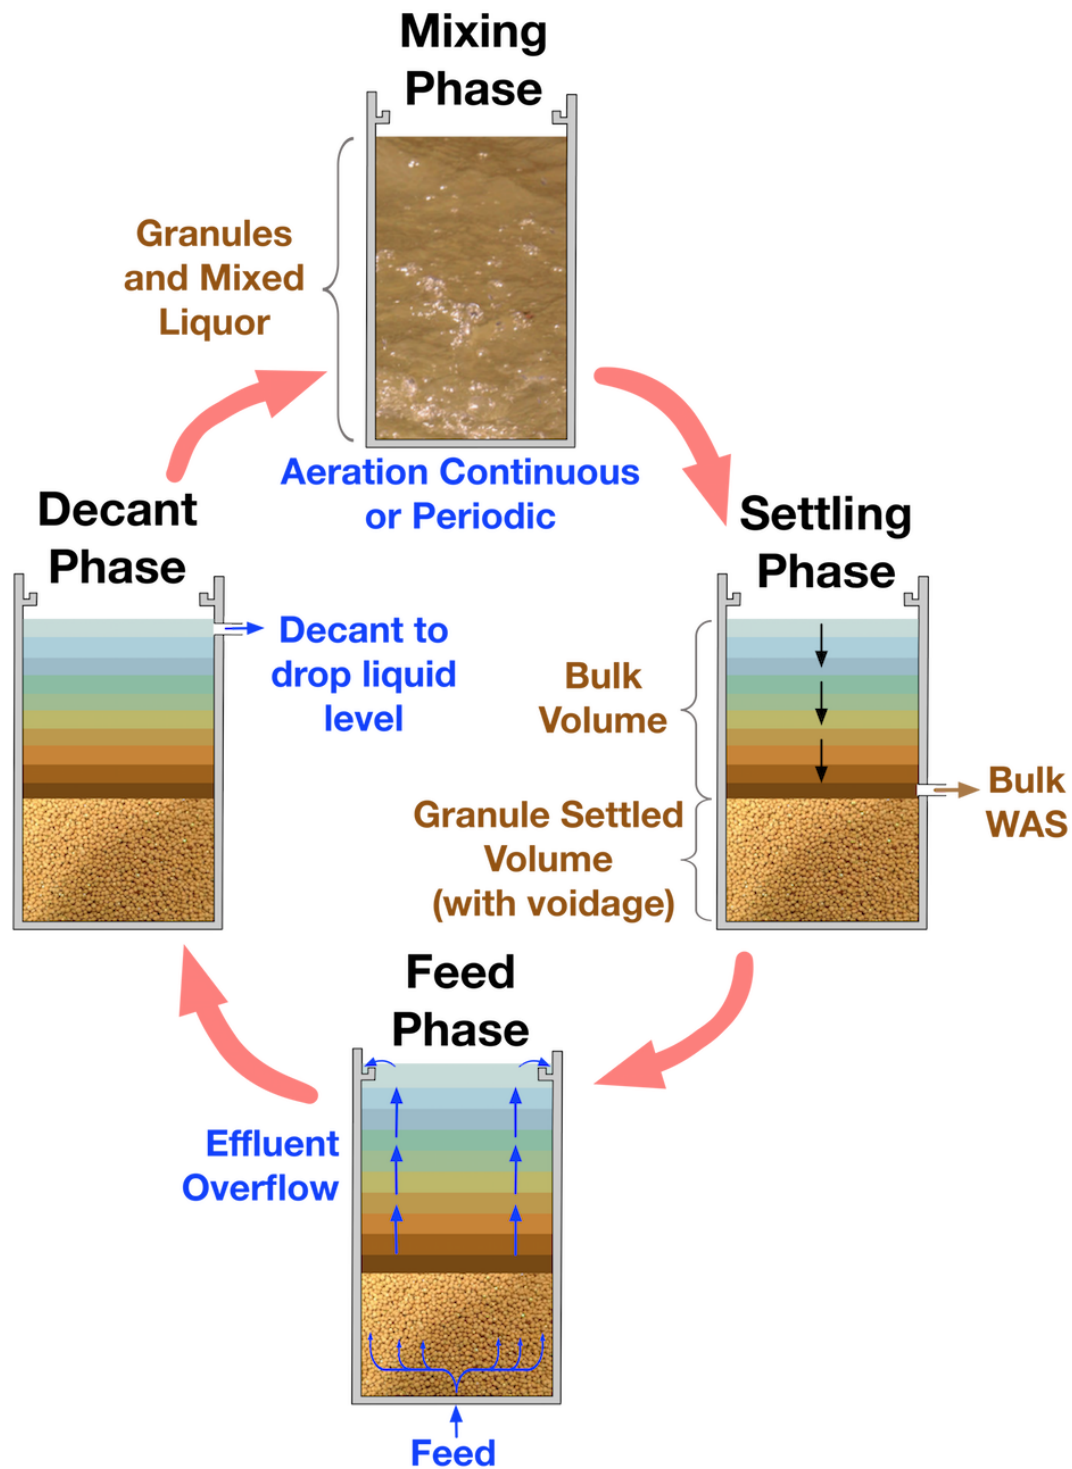 Mixing
Phase
Granules
and Mixed
Liquor
Aeration Continuous
or Periodic
Decant
Phase
Decant to
drop liquid
level
Settling
Phase
Bulk
Volume
Granule Settled
Volume
(with voidage)
Bulk
WAS
Feed
Phase
Effluent
Overflow
Feed